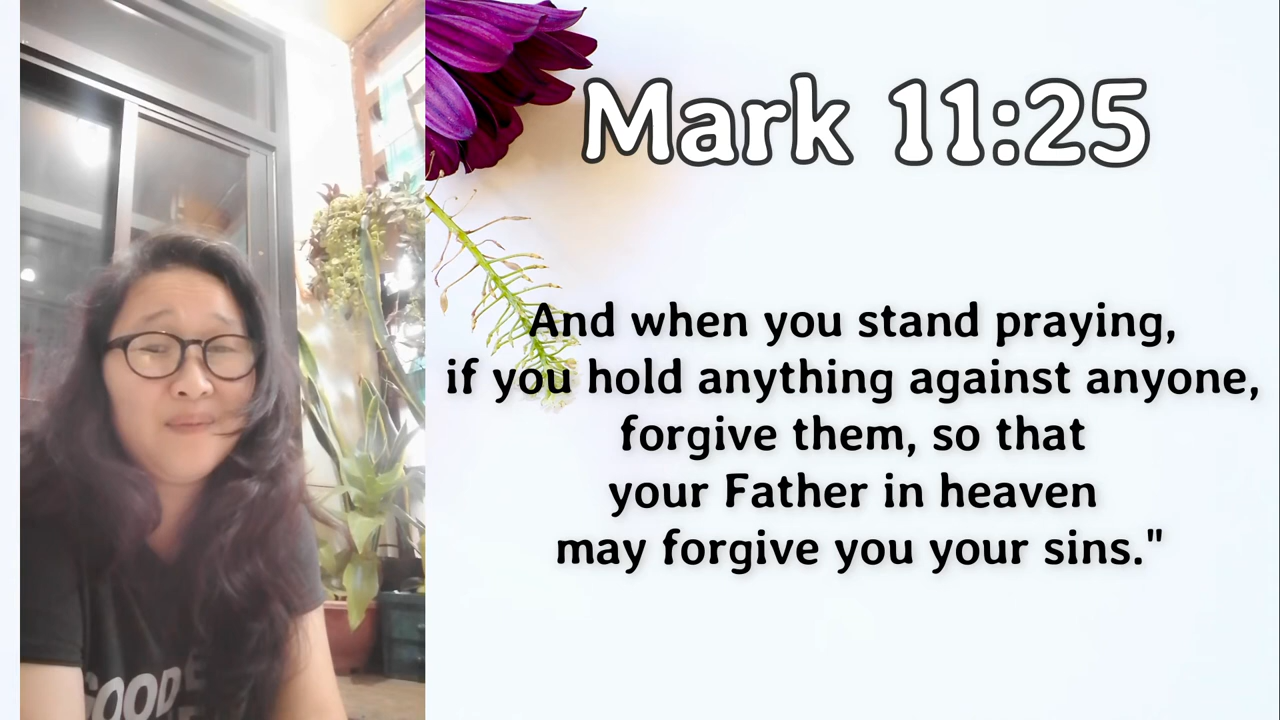 Mark 11:25
And when you stand praying,
if you hold anything against anyone,
forgive them, so that
your Father in heaven
may forgive you your sins."
GOOD